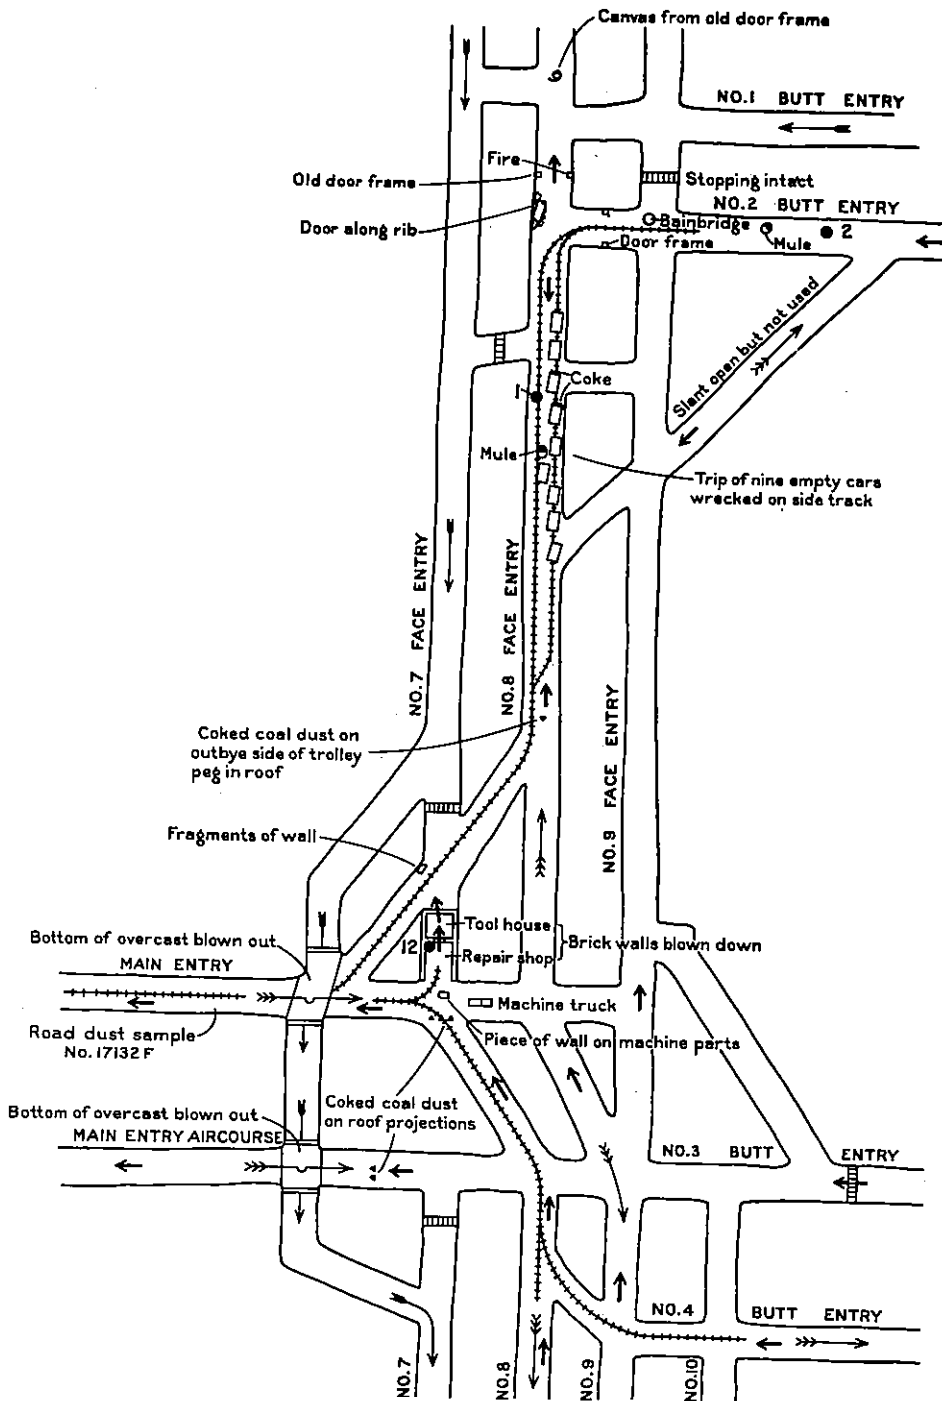 Canvas from old door frame
NO.1 BUTT ENTRY
Fire
Old door frame
Stopping intact
NO.2 BUTT ENTRY
Bainbridge
2
Door along rib
Mule
Door frame
Slant open but not used
Coke
1
Mule
Trip of nine empty cars
wrecked on side track
NO.7 FACE ENTRY
NO.8 FACE ENTRY
NO.9 FACE ENTRY
Coked coal dust on
outbye side of trolley
peg in roof
Fragments of wall
Tool house
Brick walls blown down
12
Repair shop
Bottom of overcast blown out
MAIN ENTRY
Machine truck
Road dust sample
No. 17132 F
Piece of wall on machine parts
Coked coal dust
on roof projections
Bottom of overcast blown out
MAIN ENTRY AIRCOURSE
NO.3 BUTT ENTRY
NO.4 BUTT ENTRY
NO.7
NO.8
NO.9
NO.10